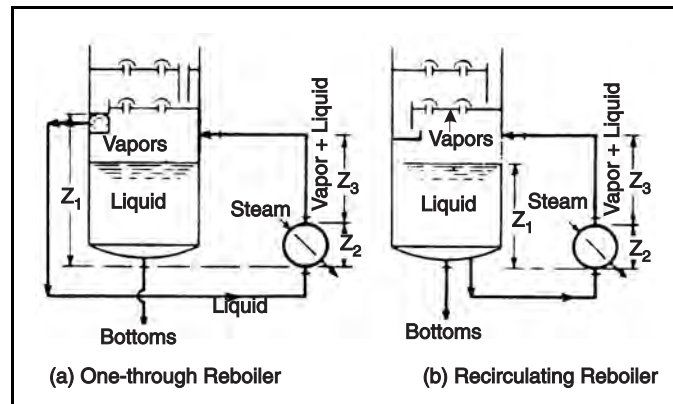 Vapors
Z1
Liquid
Steam
Vapor + Liquid
Z3
Z2
Liquid
Bottoms
(a) One-through Reboiler
Vapors
Liquid
Z1
Steam
Vapor + Liquid
Z3
Z2
Bottoms
(b) Recirculating Reboiler